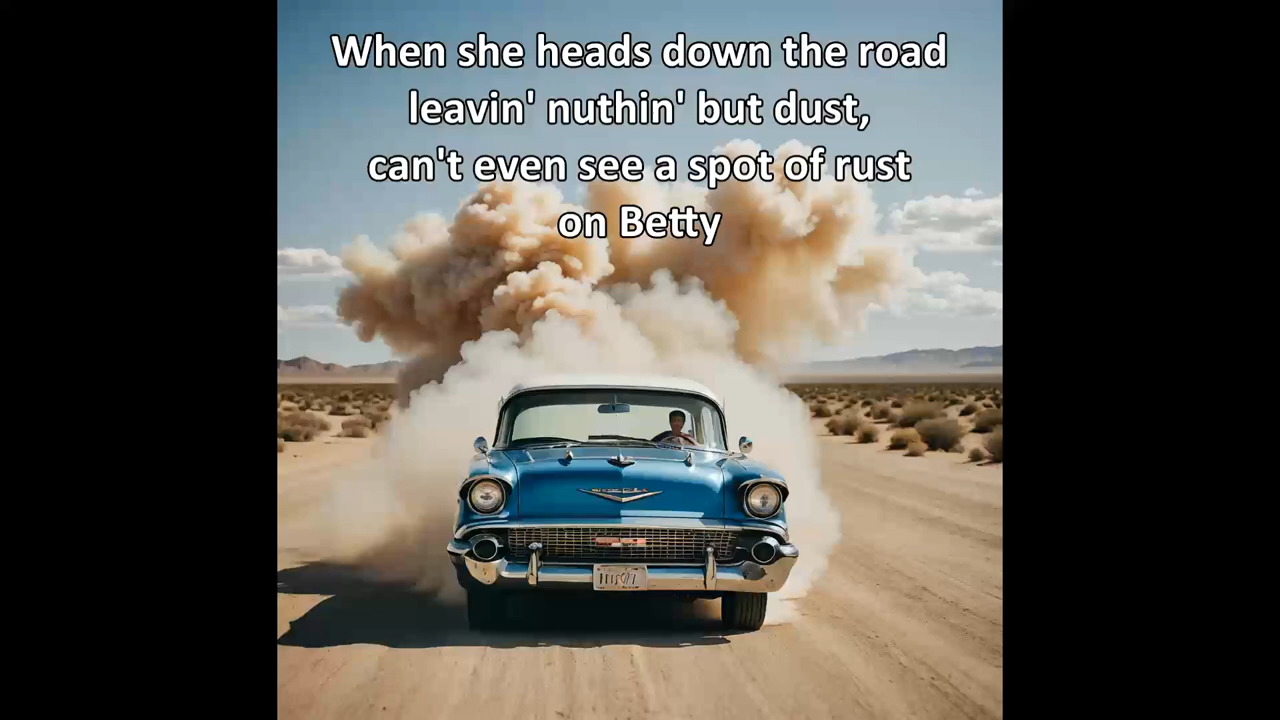 When she heads down the road
leavin' nuthin' but dust,
can't even see a spot of rust
on Betty